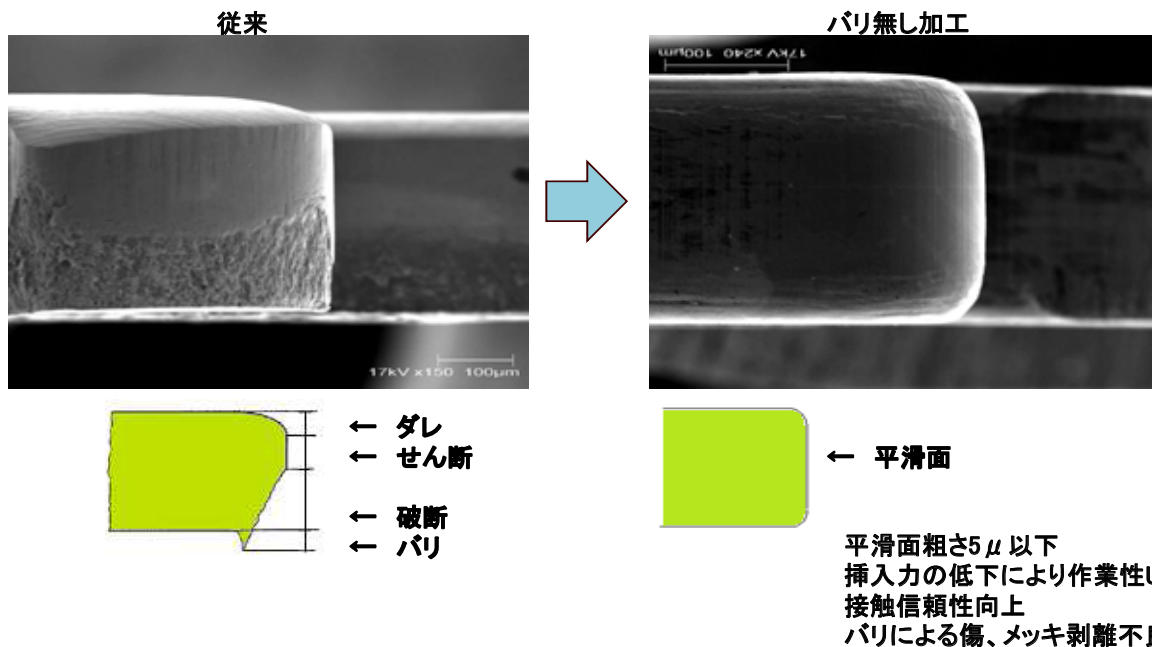 従来
バリ無し加工
17kV x240 100μm
17kV x150 100μm
← ダレ
← せん断
← 破断
← バリ
← 平滑面
平滑面粗さ5μ以下
挿入力の低下により作業性
接触信頼性向上
バリによる傷、メッキ剥離不